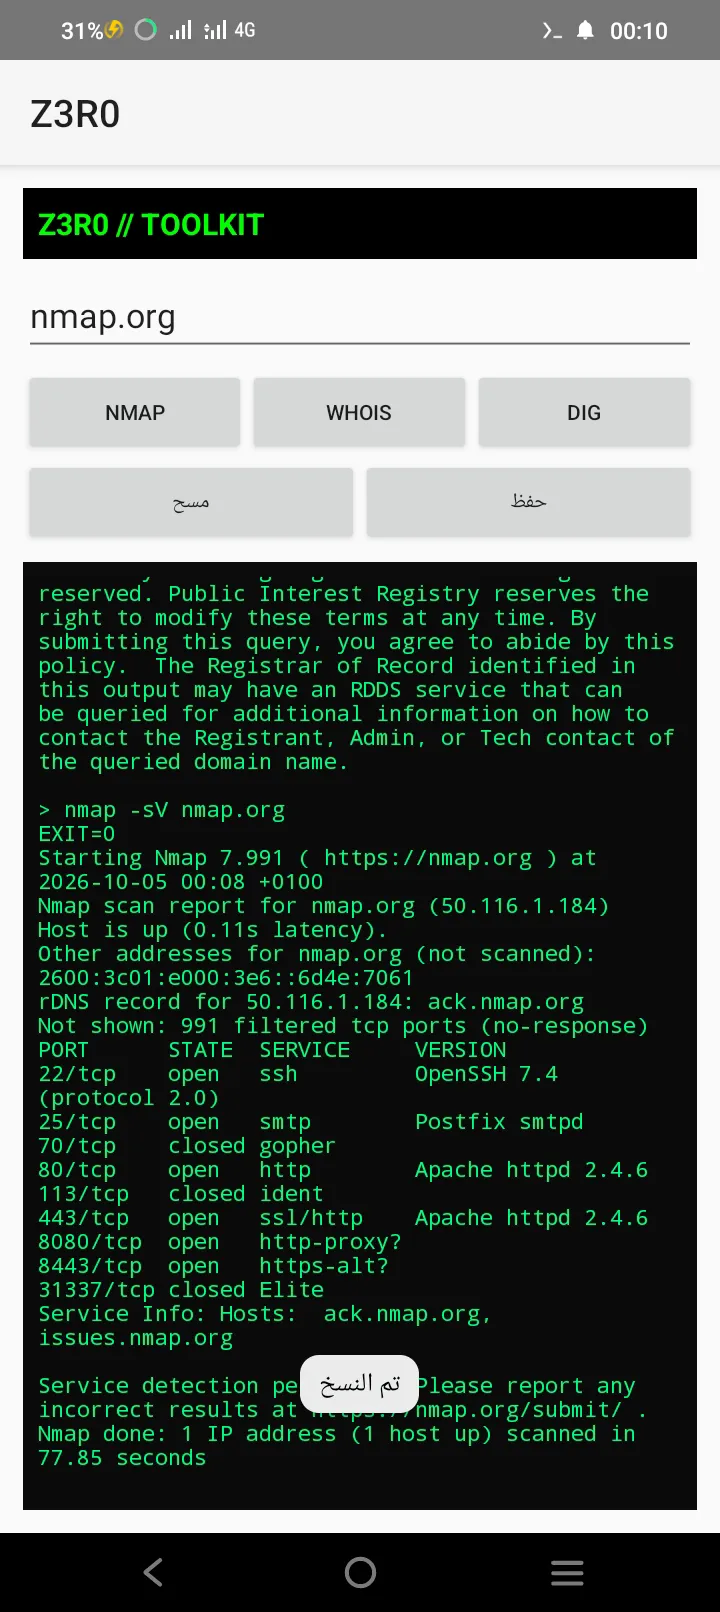 31% 4G 00:10
Z3R0
Z3R0 // TOOLKIT
nmap.org
NMAP WHOIS DIG
مسح حفظ
reserved. Public Interest Registry reserves the
right to modify these terms at any time. By
submitting this query, you agree to abide by this
policy.  The Registrar of Record identified in
this output may have an RDDS service that can
be queried for additional information on how to
contact the Registrant, Admin, or Tech contact of
the queried domain name.
> nmap -sV nmap.org
EXIT=0
Starting Nmap 7.991 ( https://nmap.org ) at
2026-10-05 00:08 +0100
Nmap scan report for nmap.org (50.116.1.184)
Host is up (0.11s latency).
Other addresses for nmap.org (not scanned):
2600:3c01:e000:3e6::6d4e:7061
rDNS record for 50.116.1.184: ack.nmap.org
Not shown: 991 filtered tcp ports (no-response)
PORT      STATE  SERVICE     VERSION
22/tcp    open   ssh         OpenSSH 7.4
(protocol 2.0)
25/tcp    open   smtp        Postfix smtpd
70/tcp    closed gopher
80/tcp    open   http        Apache httpd 2.4.6
113/tcp   closed ident
443/tcp   open   ssl/http    Apache httpd 2.4.6
8080/tcp  open   http-proxy?
8443/tcp  open   https-alt?
31337/tcp closed Elite
Service Info: Hosts:  ack.nmap.org,
issues.nmap.org
تم النسخ
Service detection Please report any
incorrect results at https://nmap.org/submit/ .
Nmap done: 1 IP address (1 host up) scanned in
77.85 seconds